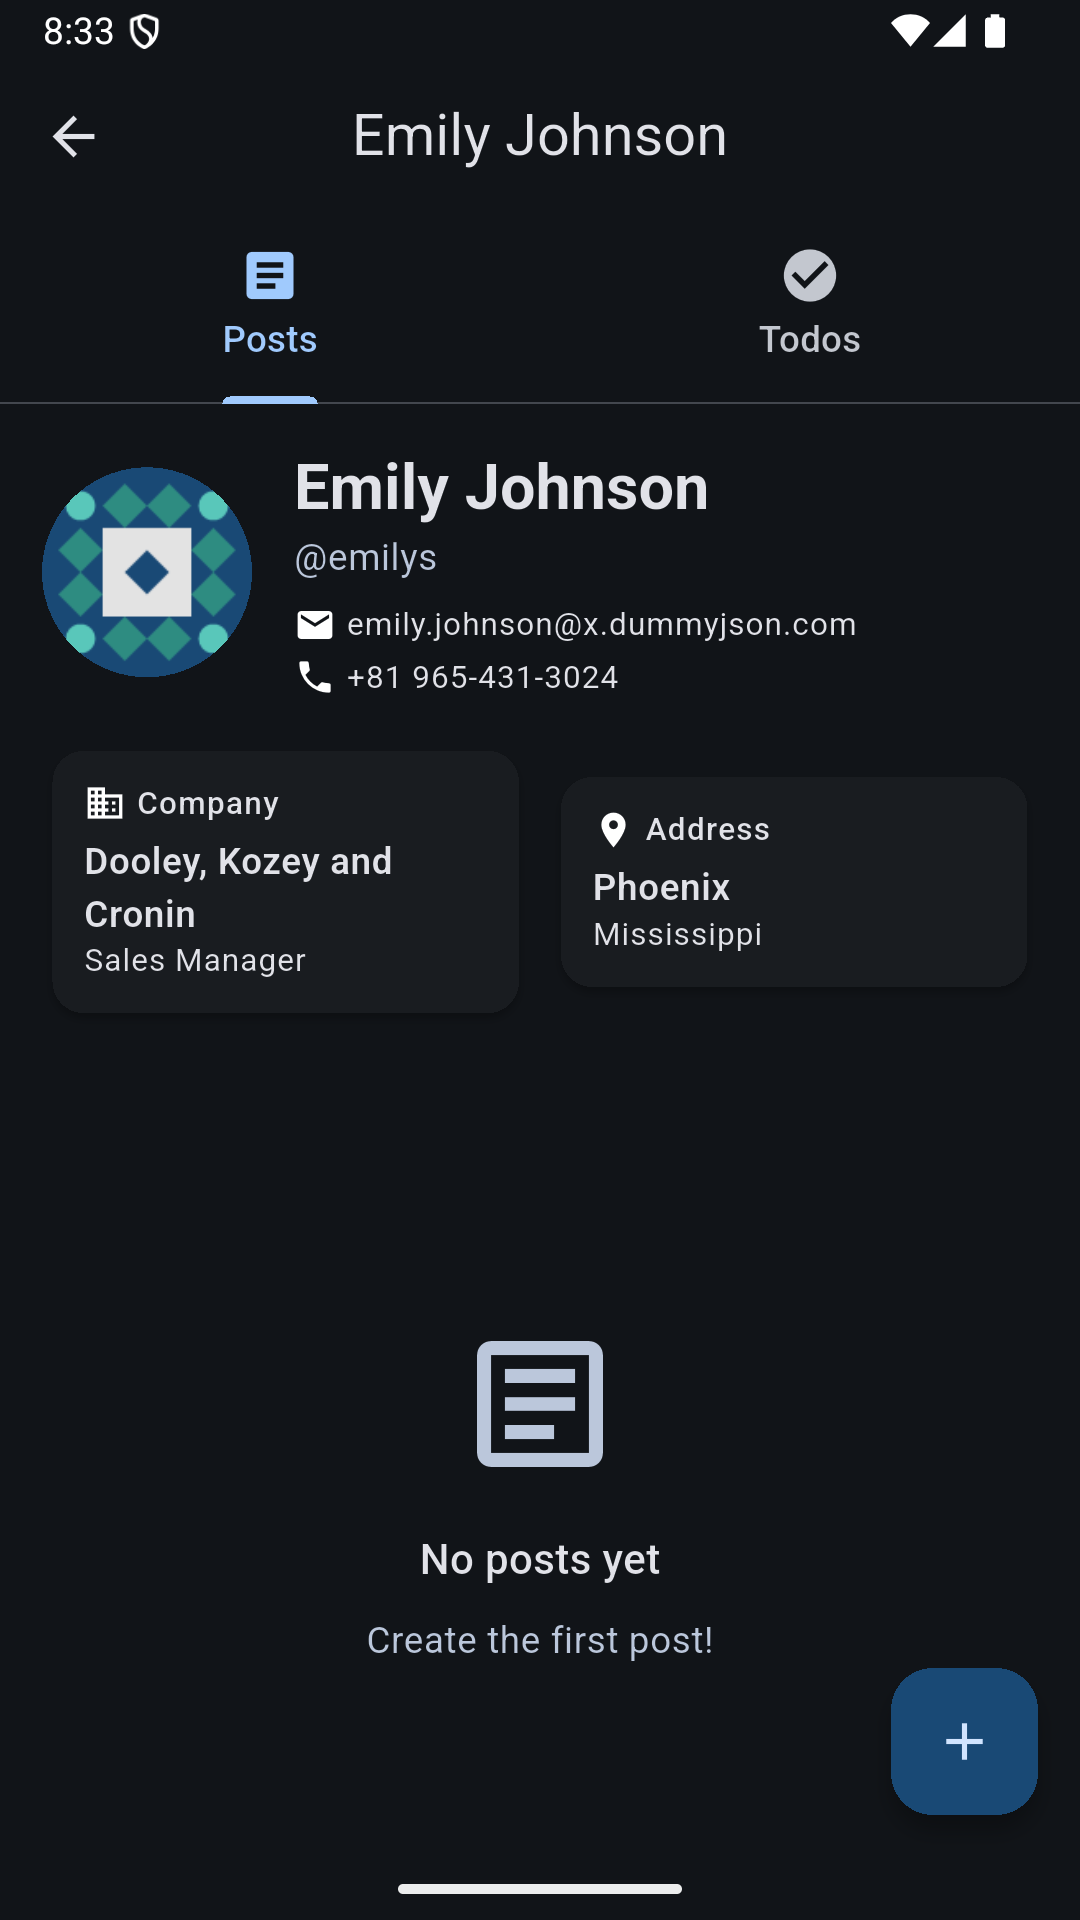 8:33
Emily Johnson
Posts
Todos
Emily Johnson
@emilys
emily.johnson@x.dummyjson.com
+81 965-431-3024
Company
Dooley, Kozey and
Cronin
Sales Manager
Address
Phoenix
Mississippi
No posts yet
Create the first post!